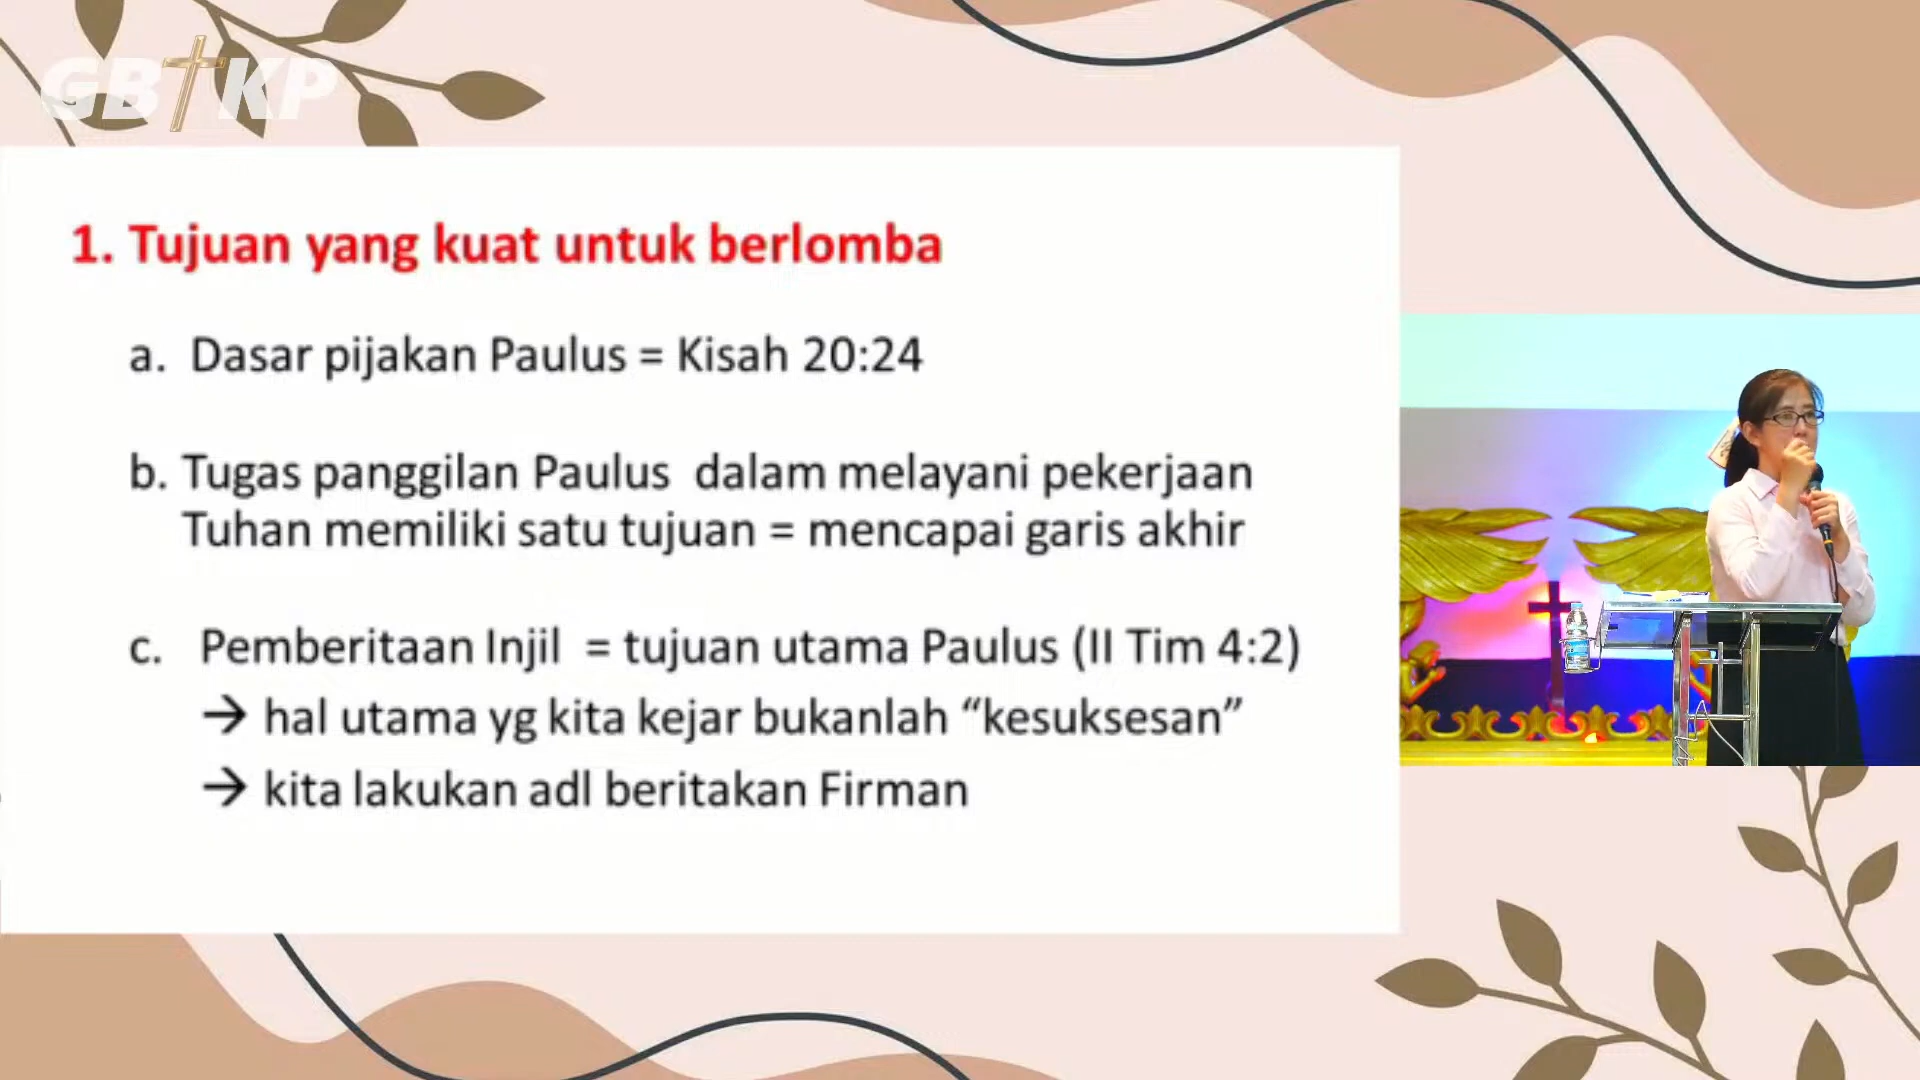 GB†KP
1. Tujuan yang kuat untuk berlomba
a. Dasar pijakan Paulus = Kisah 20:24
b. Tugas panggilan Paulus dalam melayani pekerjaan
Tuhan memiliki satu tujuan = mencapai garis akhir
c. Pemberitaan Injil = tujuan utama Paulus (II Tim 4:2)
→ hal utama yg kita kejar bukanlah “kesuksesan”
→ kita lakukan adl beritakan Firman